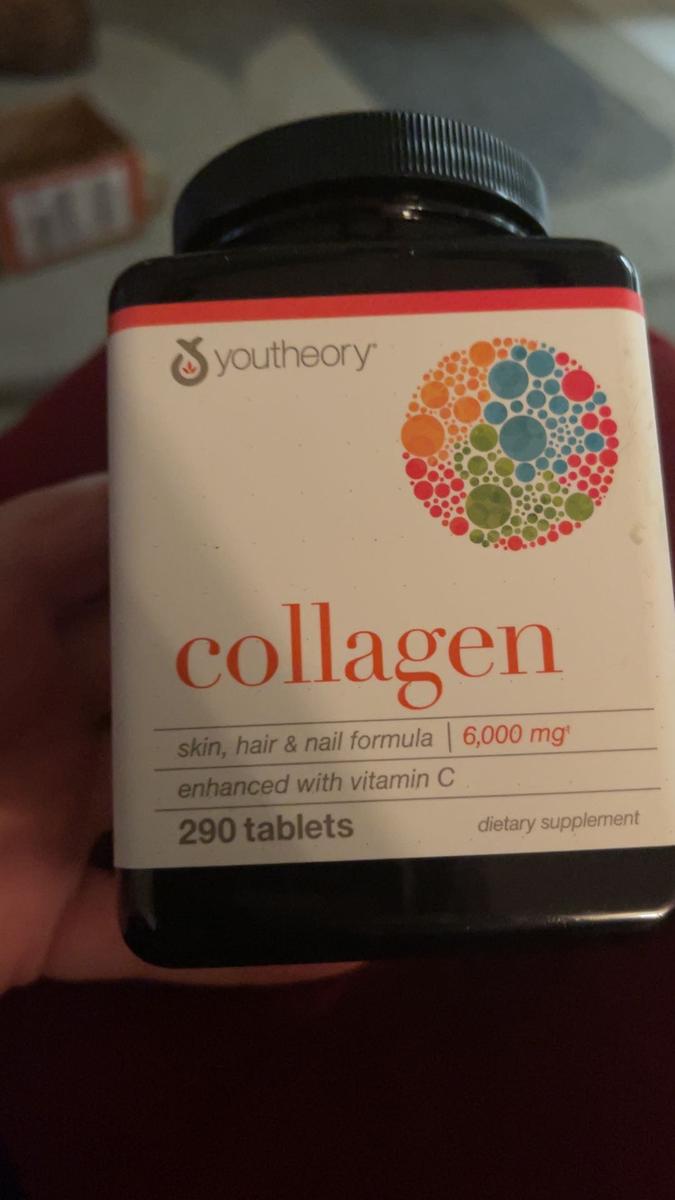 youtheory®
collagen
skin, hair & nail formula | 6,000 mg‡
enhanced with vitamin C
290 tablets
dietary supplement